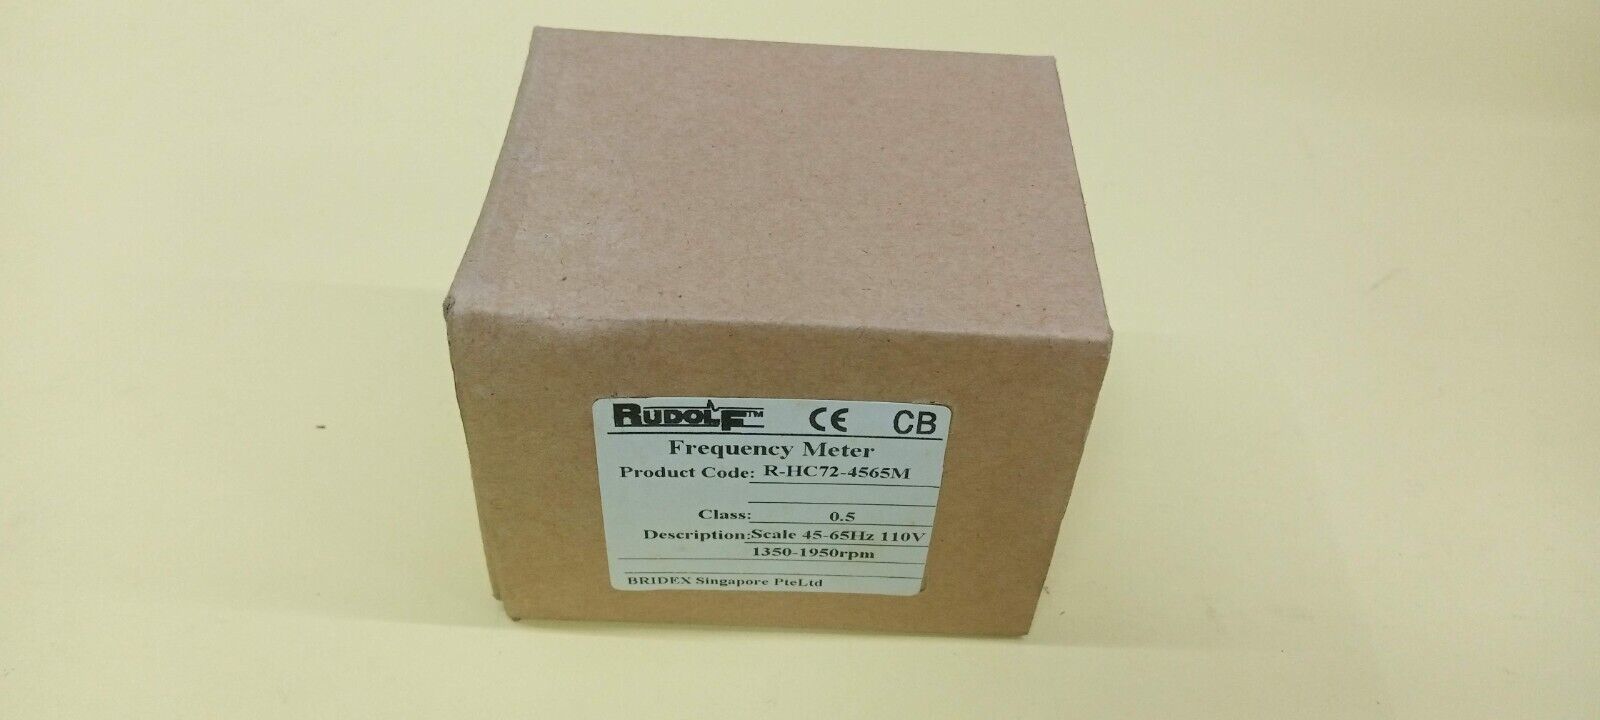 RUDOLF™ CE CB
Frequency Meter
Product Code: R-HC72-4565M
Class: 0.5
Description: Scale 45-65Hz 110V
1350-1950rpm
BRIDEX Singapore PteLtd